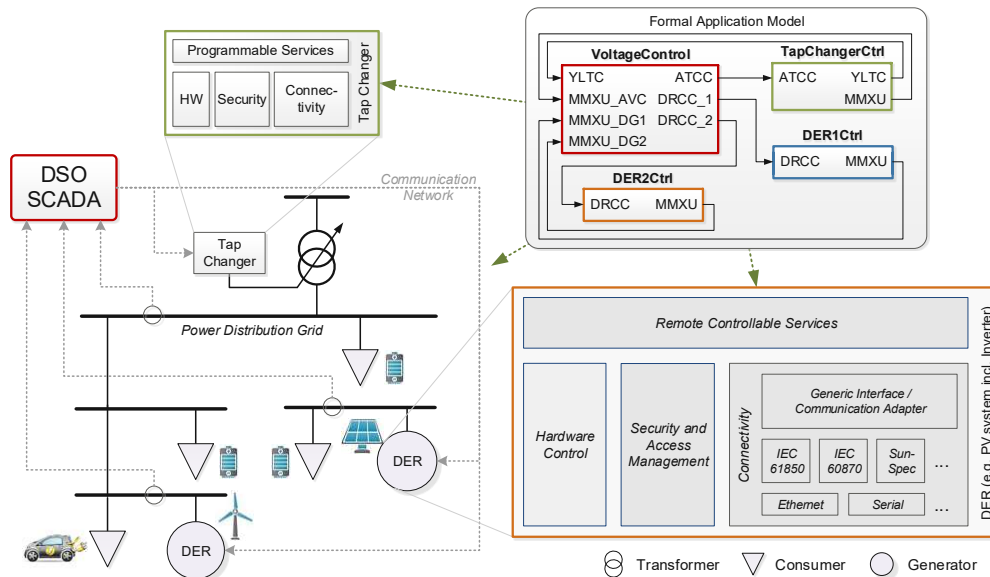 Formal Application Model
VoltageControl
YLTC ATCC
MMXU_AVC DRCC_1
MMXU_DG1 DRCC_2
MMXU_DG2
TapChangerCtrl
ATCC YLTC
MMXU
DER1Ctrl
DRCC MMXU
DER2Ctrl
DRCC MMXU
Programmable Services
HW
Security
Connec-
tivity
Tap Changer
DSO
SCADA
Communication
Network
Tap
Changer
Power Distribution Grid
DER
DER
Remote Controllable Services
Hardware
Control
Security and
Access
Management
Connectivity
Generic Interface /
Communication Adapter
IEC
61850
IEC
60870
Sun-
Spec
...
Ethernet
Serial
...
DER (e.g. PV system incl. Inverter)
Transformer
Consumer
Generator